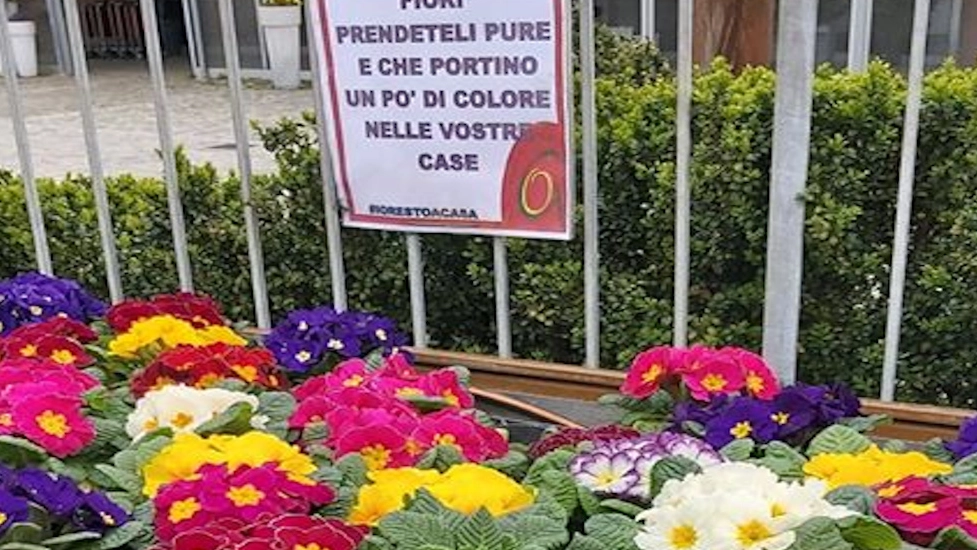 FIORI
PRENDETELI PURE
E CHE PORTINO
UN PO' DI COLORE
NELLE VOSTRE
CASE
#IORESTOACASA